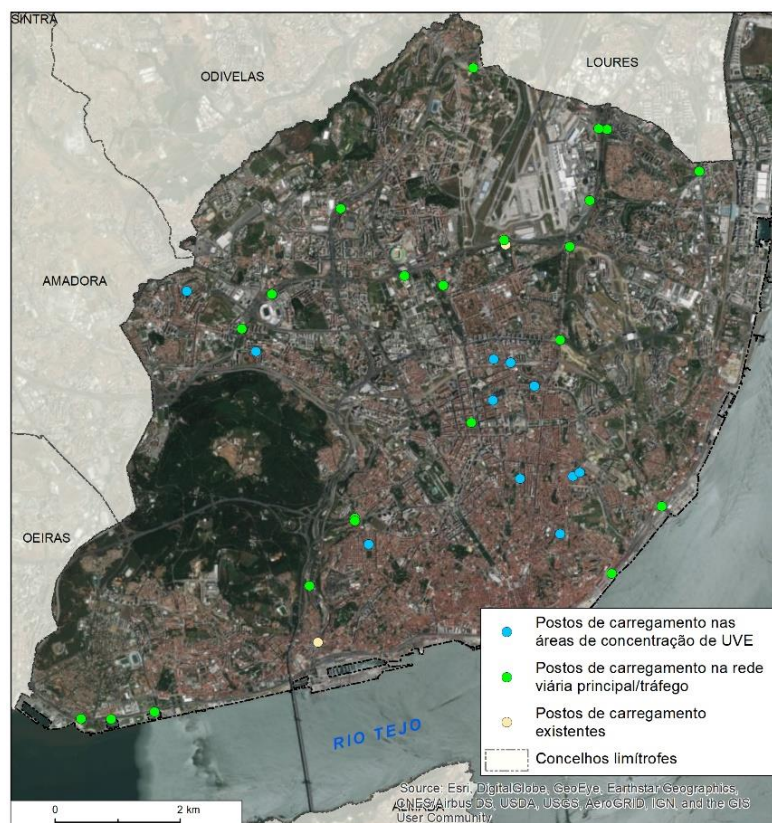 SINTRA
ODIVELAS
LOURES
AMADORA
OEIRAS
RIO TEJO
ALMADA
Postos de carregamento nas
áreas de concentração de UVE
Postos de carregamento na rede
viária principal/tráfego
Postos de carregamento
existentes
Concelhos limítrofes
0 2 km
Source: Esri, DigitalGlobe, GeoEye, Earthstar Geographics,
CNES/Airbus DS, USDA, USGS, AeroGRID, IGN, and the GIS
User Community